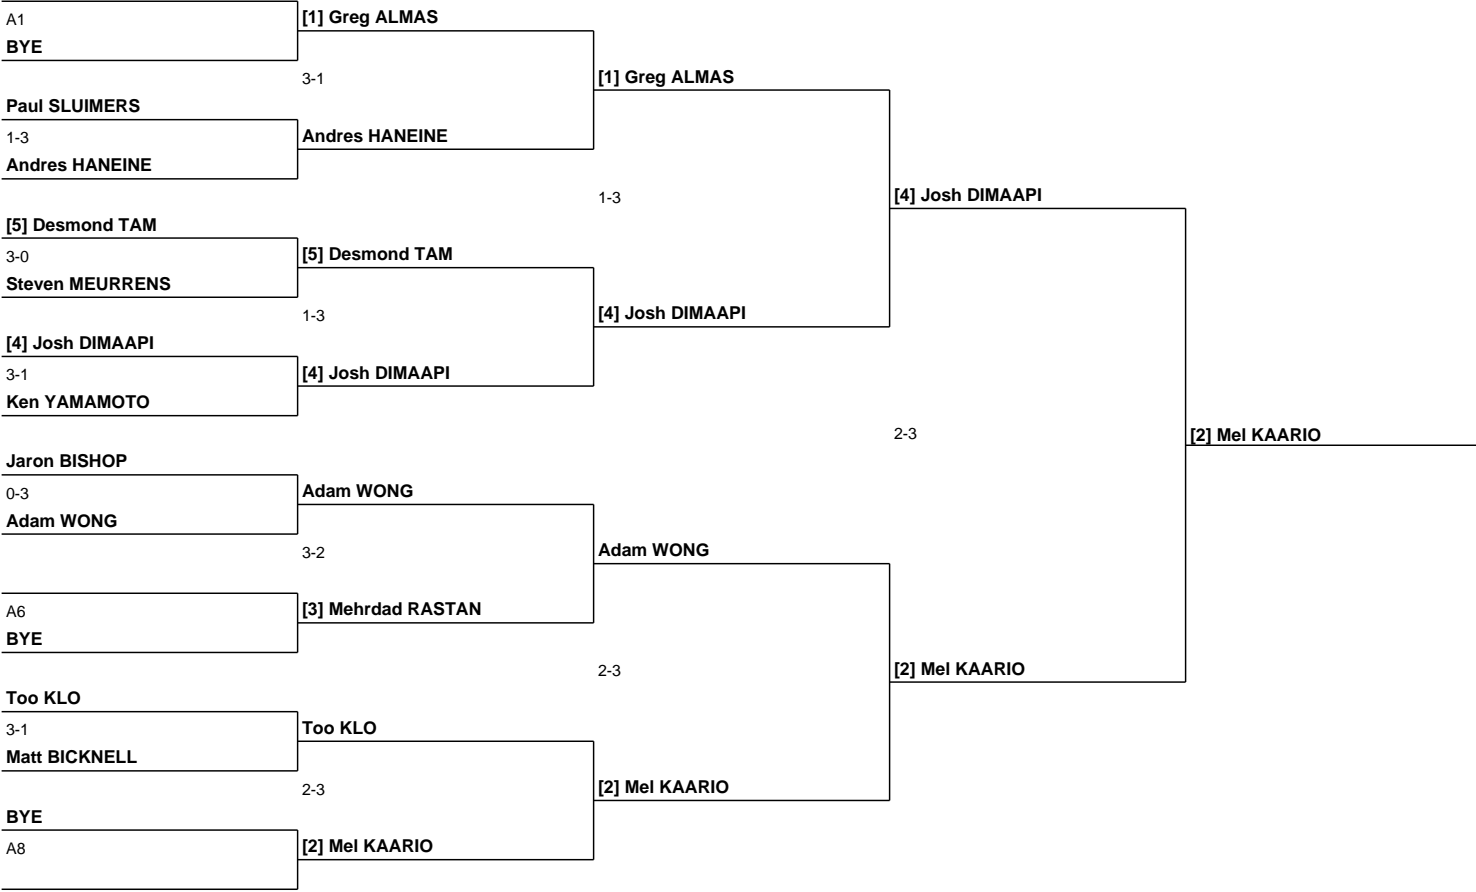 A1
BYE
[1] Greg ALMAS
3-1
Paul SLUIMERS
1-3
Andres HANEINE
Andres HANEINE
[1] Greg ALMAS
1-3
[5] Desmond TAM
3-0
Steven MEURRENS
[5] Desmond TAM
1-3
[4] Josh DIMAAPI
3-1
Ken YAMAMOTO
[4] Josh DIMAAPI
[4] Josh DIMAAPI
[4] Josh DIMAAPI
2-3
Jaron BISHOP
0-3
Adam WONG
Adam WONG
3-2
A6
BYE
[3] Mehrdad RASTAN
Adam WONG
2-3
Too KLO
3-1
Matt BICKNELL
Too KLO
2-3
BYE
A8
[2] Mel KAARIO
[2] Mel KAARIO
[2] Mel KAARIO
[2] Mel KAARIO